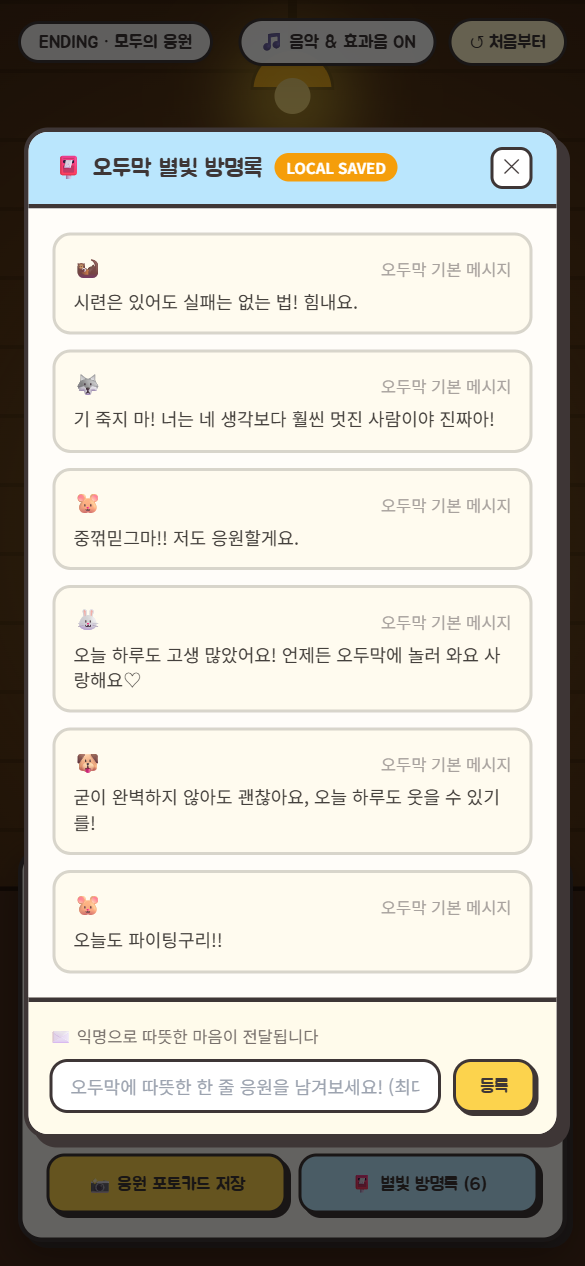 ENDING · 모두의 응원
🎵 음악 & 효과음 ON
↺ 처음부터
오두막 별빛 방명록
LOCAL SAVED
오두막 기본 메시지
시련은 있어도 실패는 없는 법! 힘내요.
오두막 기본 메시지
기 죽지 마! 너는 네 생각보다 훨씬 멋진 사람이야 진짜아!
오두막 기본 메시지
중꺾믿그마!! 저도 응원할게요.
오두막 기본 메시지
오늘 하루도 고생 많았어요! 언제든 오두막에 놀러 와요 사
랑해요♡
오두막 기본 메시지
굳이 완벽하지 않아도 괜찮아요, 오늘 하루도 웃을 수 있기
를!
오두막 기본 메시지
오늘도 파이팅구리!!
익명으로 따뜻한 마음이 전달됩니다
오두막에 따뜻한 한 줄 응원을 남겨보세요! (최대
등록
응원 포토카드 저장
별빛 방명록 (6)